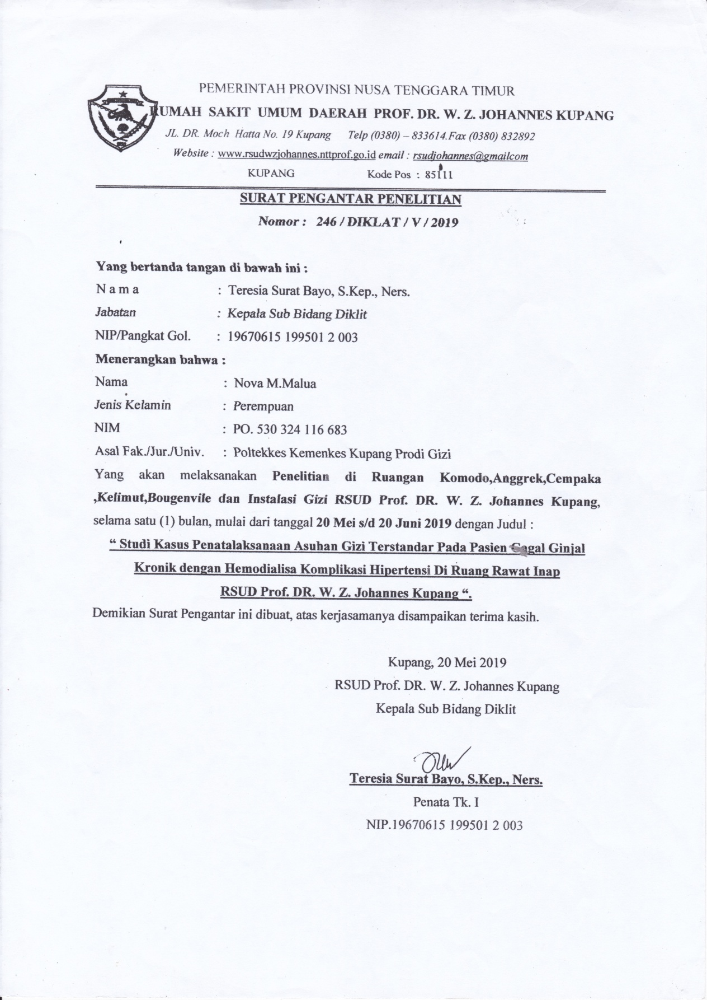 PEMERINTAH PROVINSI NUSA TENGGARA TIMUR
RUMAH SAKIT UMUM DAERAH PROF. DR. W. Z. JOHANNES KUPANG
JL. DR. Moch Hatta No. 19 Kupang Telp (0380) – 833614.Fax (0380) 832892
Website : www.rsudwzjohannes.nttprof.go.id email : rsudjohannes@gmailcom
KUPANG Kode Pos : 85111
SURAT PENGANTAR PENELITIAN
Nomor : 246 / DIKLAT / V / 2019
Yang bertanda tangan di bawah ini :
N a m a : Teresia Surat Bayo, S.Kep., Ners.
Jabatan : Kepala Sub Bidang Diklit
NIP/Pangkat Gol. : 19670615 199501 2 003
Menerangkan bahwa :
Nama : Nova M.Malua
Jenis Kelamin : Perempuan
NIM : PO. 530 324 116 683
Asal Fak./Jur./Univ. : Poltekkes Kemenkes Kupang Prodi Gizi
Yang akan melaksanakan Penelitian di Ruangan Komodo,Anggrek,Cempaka
,Kelimut,Bougenvile dan Instalasi Gizi RSUD Prof. DR. W. Z. Johannes Kupang,
selama satu (1) bulan, mulai dari tanggal 20 Mei s/d 20 Juni 2019 dengan Judul :
“ Studi Kasus Penatalaksanaan Asuhan Gizi Terstandar Pada Pasien Gagal Ginjal
Kronik dengan Hemodialisa Komplikasi Hipertensi Di Ruang Rawat Inap
RSUD Prof. DR. W. Z. Johannes Kupang “.
Demikian Surat Pengantar ini dibuat, atas kerjasamanya disampaikan terima kasih.
Kupang, 20 Mei 2019
RSUD Prof. DR. W. Z. Johannes Kupang
Kepala Sub Bidang Diklit
Teresia Surat Bayo, S.Kep., Ners.
Penata Tk. I
NIP.19670615 199501 2 003